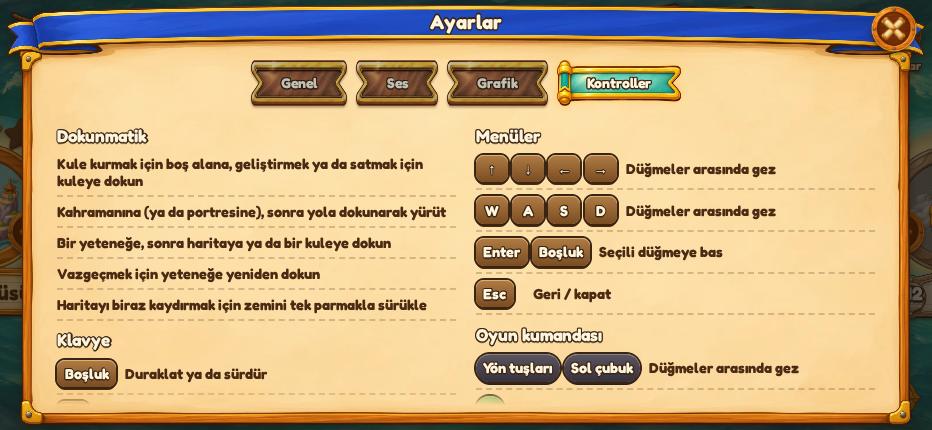 Ayarlar
Genel
Ses
Grafik
Kontroller
Dokunmatik
Kule kurmak için boş alana, geliştirmek ya da satmak için
kuleye dokun
Kahramanına (ya da portresine), sonra yola dokunarak yürüt
Bir yeteneğe, sonra haritaya ya da bir kuleye dokun
Vazgeçmek için yeteneğe yeniden dokun
Haritayı biraz kaydırmak için zemini tek parmakla sürükle
Klavye
Boşluk Duraklat ya da sürdür
Menüler
↑ ↓ ← → Düğmeler arasında gez
W A S D Düğmeler arasında gez
Enter Boşluk Seçili düğmeye bas
Esc Geri / kapat
Oyun kumandası
Yön tuşları Sol çubuk Düğmeler arasında gez